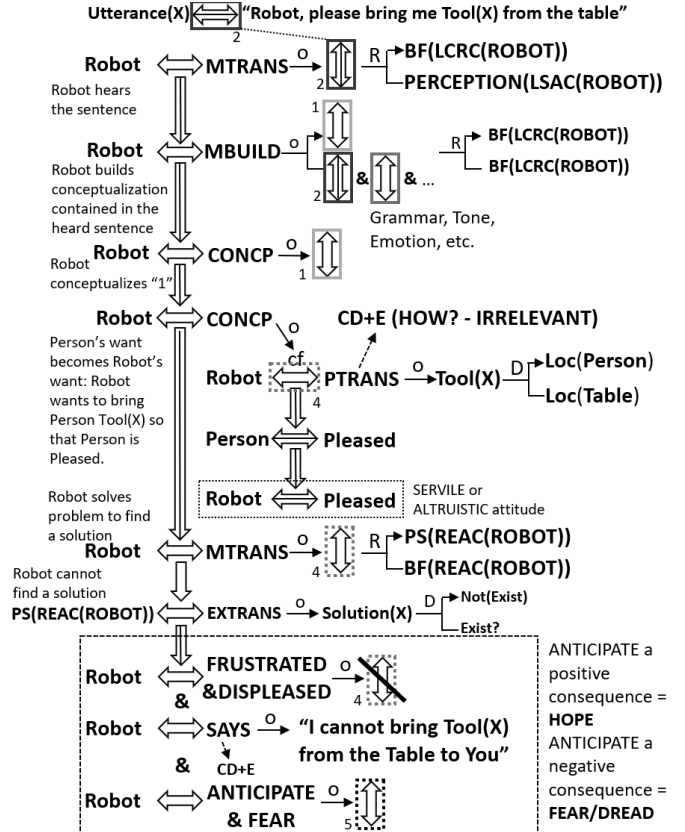 Utterance(X) “Robot, please bring me Tool(X) from the table”
2
Robot MTRANS o 2 R BF(LCRC(ROBOT))
PERCEPTION(LSAC(ROBOT))
Robot hears
the sentence
1
Robot MBUILD o R BF(LCRC(ROBOT))
2 & & ... BF(LCRC(ROBOT))
Robot builds
conceptualization
contained in the
heard sentence
Grammar, Tone,
Emotion, etc.
Robot CONCP o 1
Robot
conceptualizes “1”
Robot CONCP o CD+E (HOW? - IRRELEVANT)
Person’s want
becomes Robot’s
want: Robot
wants to bring
Person Tool(X) so
that Person is
Pleased.
cf
Robot 4 PTRANS o Tool(X) D Loc(Person)
Loc(Table)
Person Pleased
Robot Pleased
SERVILE or
ALTRUISTIC attitude
Robot solves
problem to find
a solution
Robot MTRANS o 4 R PS(REAC(ROBOT))
BF(REAC(ROBOT))
Robot cannot
find a solution
PS(REAC(ROBOT)) EXTRANS o Solution(X) D Not(Exist)
Exist?
Robot FRUSTRATED
&DISPLEASED o 4
&
Robot SAYS o “I cannot bring Tool(X)
from the Table to You”
& CD+E
Robot ANTICIPATE
& FEAR o 5
ANTICIPATE a
positive
consequence =
HOPE
ANTICIPATE a
negative
consequence =
FEAR/DREAD